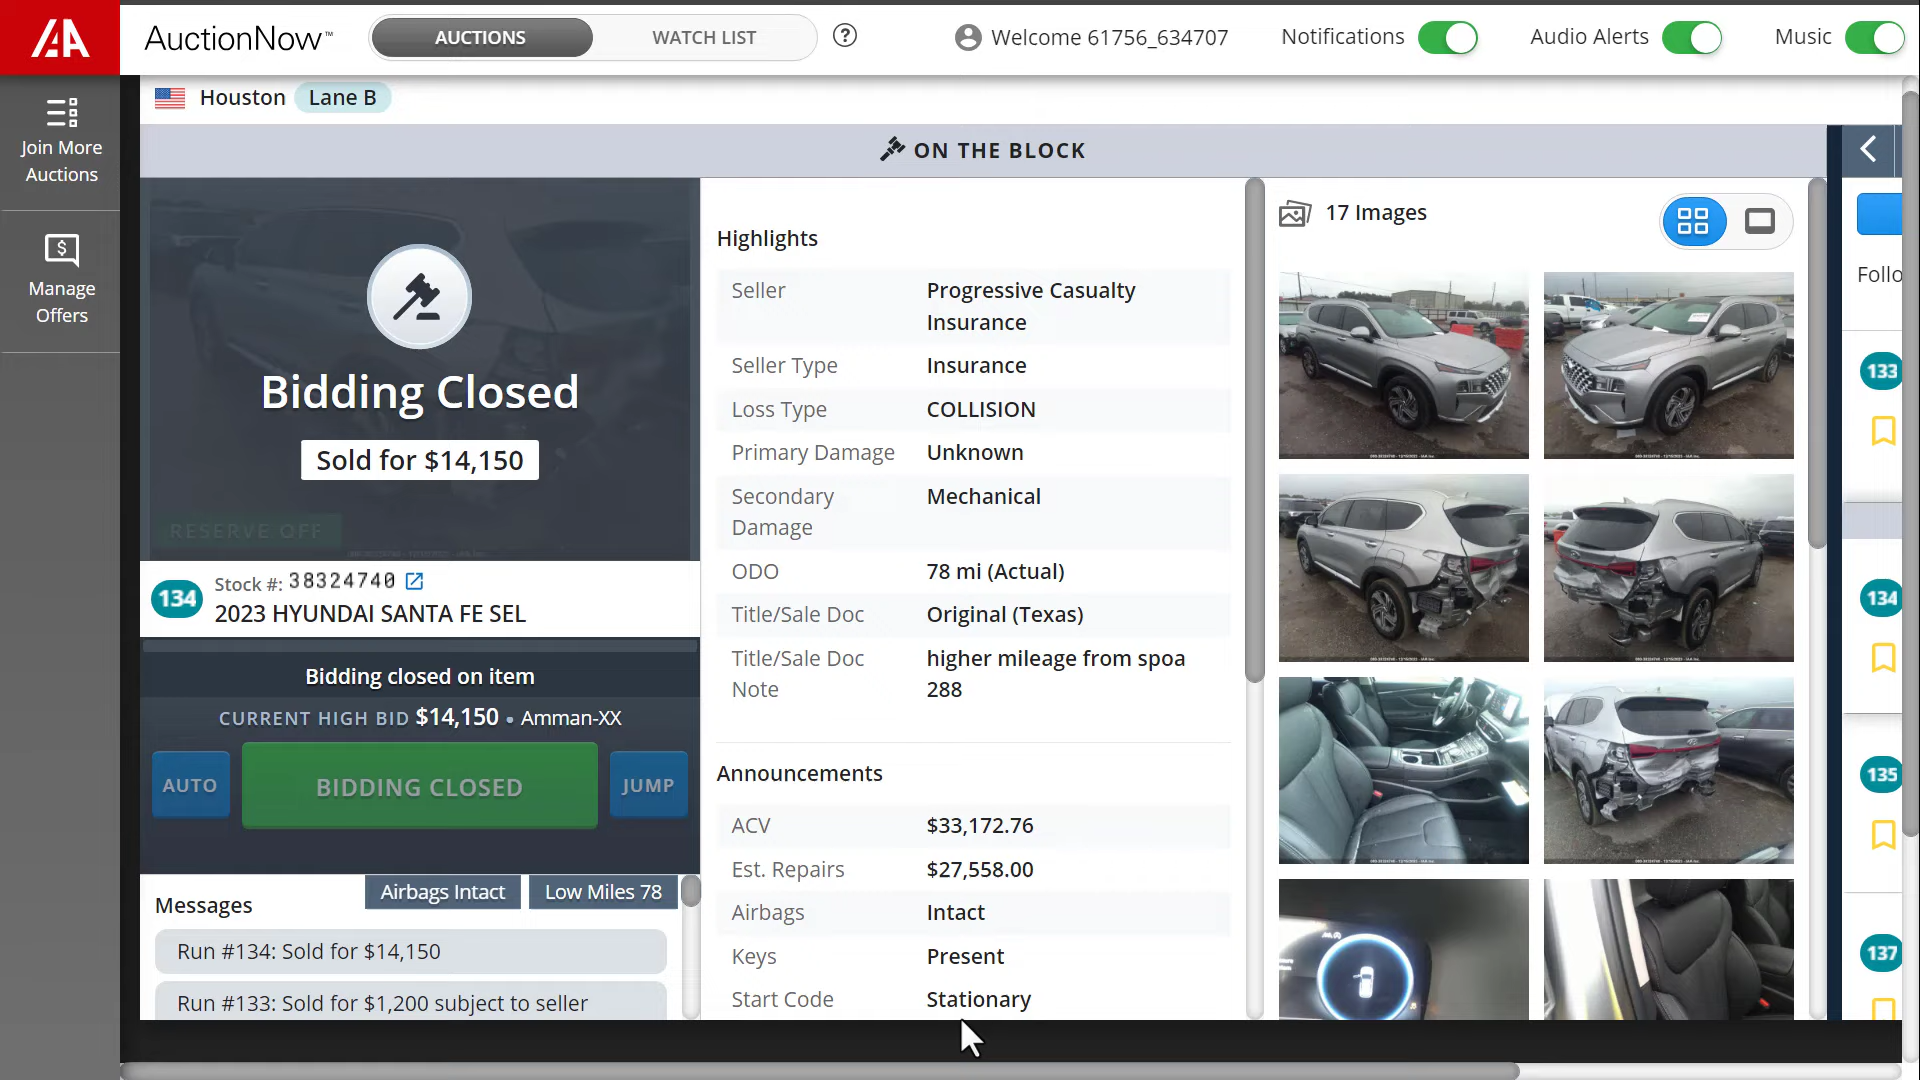 IAA
AuctionNow™
AUCTIONS
WATCH LIST
?
Welcome 61756_634707
Notifications
Audio Alerts
Music
Join More
Auctions
Manage
Offers
Houston
Lane B
ON THE BLOCK
Bidding Closed
Sold for $14,150
RESERVE OFF
134
Stock #: 38324740
2023 HYUNDAI SANTA FE SEL
Bidding closed on item
CURRENT HIGH BID $14,150 • Amman-XX
AUTO
BIDDING CLOSED
JUMP
Messages
Airbags Intact
Low Miles 78
Run #134: Sold for $14,150
Run #133: Sold for $1,200 subject to seller
Highlights
Seller
Progressive Casualty
Insurance
Seller Type
Insurance
Loss Type
COLLISION
Primary Damage
Unknown
Secondary
Damage
Mechanical
ODO
78 mi (Actual)
Title/Sale Doc
Original (Texas)
Title/Sale Doc
Note
higher mileage from spoa
288
Announcements
ACV
$33,172.76
Est. Repairs
$27,558.00
Airbags
Intact
Keys
Present
Start Code
Stationary
17 Images
Follo
133
134
135
137